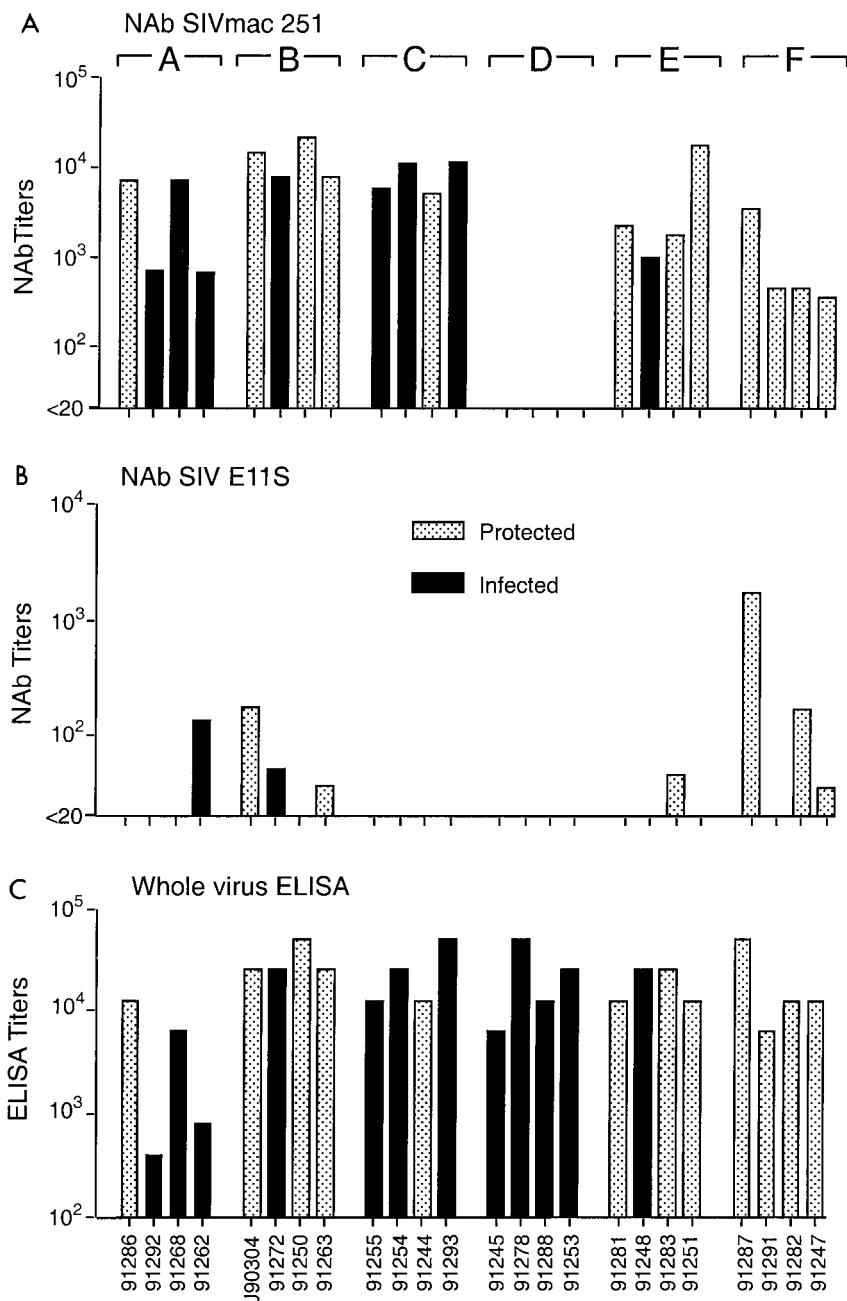 A NAb SIVmac 251
A B C D E F
NAbTiters
10^5
10^4
10^3
10^2
<20
B NAb SIV E11S
NAb Titers
10^4
10^3
10^2
<20
Protected
Infected
C Whole virus ELISA
ELISA Titers
10^5
10^4
10^3
10^2
91286 91292 91268 91262 J90304 91272 91250 91263 91255 91254 91244 91293 91245 91278 91288 91253 91281 91248 91283 91251 91287 91291 91282 91247